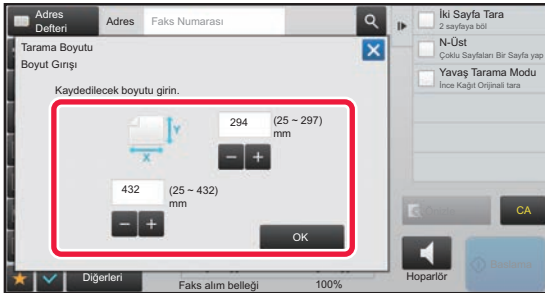 Adres Defteri
Adres
Faks Numarası
İki Sayfa Tara
2 sayfaya böl
N-Üst
Çoklu Sayfaları Bir Sayfa yap
Yavaş Tarama Modu
İnce Kağıt Orijinali tara
Tarama Boyutu
Boyut Girışı
Kaydedilecek boyutu girin.
Y
X
294
(25 ~ 297)
mm
432
(25 ~ 432)
mm
OK
CA
Hoparlör
Diğerleri
Faks alım belleği
100%